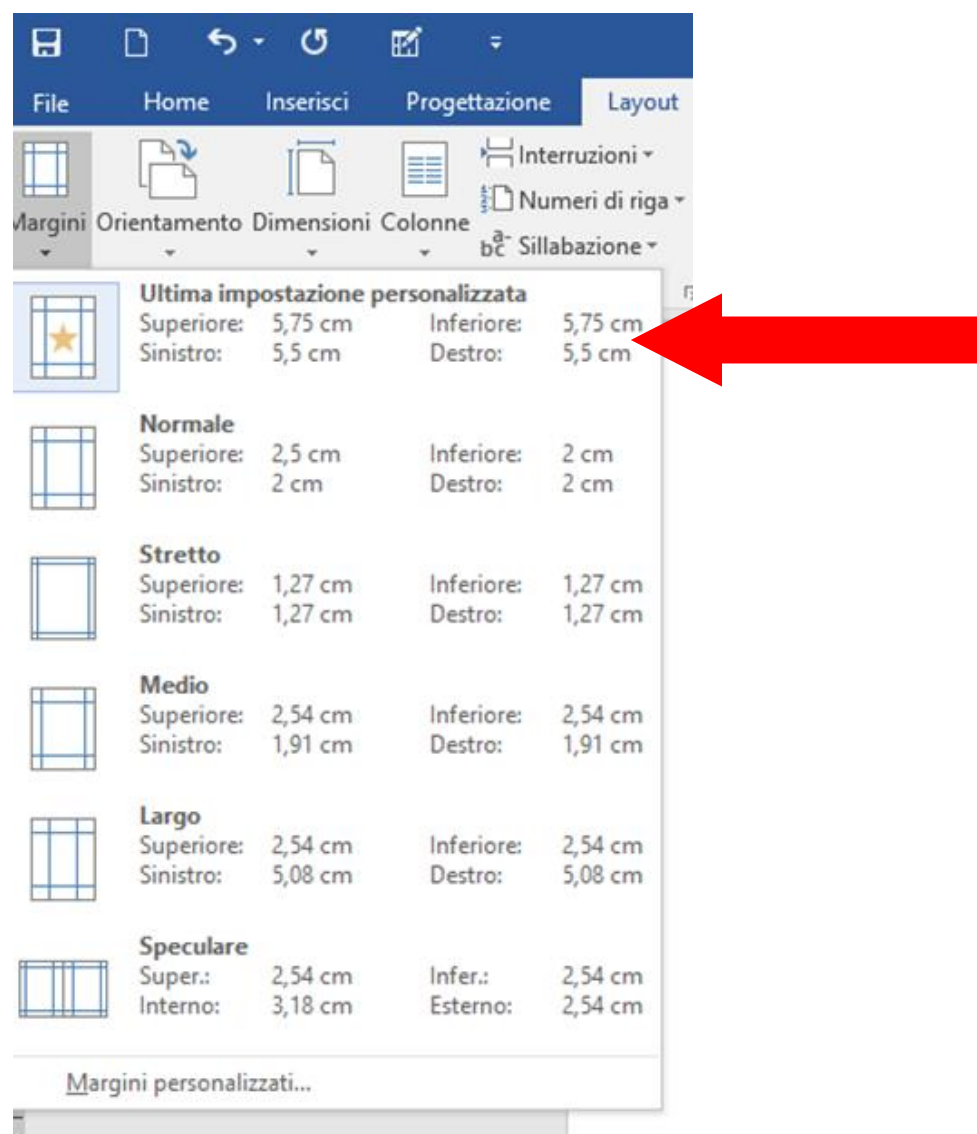 File Home Inserisci Progettazione Layout
Interruzioni
Numeri di riga
Margini Orientamento Dimensioni Colonne
Sillabazione
Ultima impostazione personalizzata
Superiore: 5,75 cm Inferiore: 5,75 cm
Sinistro: 5,5 cm Destro: 5,5 cm
Normale
Superiore: 2,5 cm Inferiore: 2 cm
Sinistro: 2 cm Destro: 2 cm
Stretto
Superiore: 1,27 cm Inferiore: 1,27 cm
Sinistro: 1,27 cm Destro: 1,27 cm
Medio
Superiore: 2,54 cm Inferiore: 2,54 cm
Sinistro: 1,91 cm Destro: 1,91 cm
Largo
Superiore: 2,54 cm Inferiore: 2,54 cm
Sinistro: 5,08 cm Destro: 5,08 cm
Speculare
Super.: 2,54 cm Infer.: 2,54 cm
Interno: 3,18 cm Esterno: 2,54 cm
Margini personalizzati...